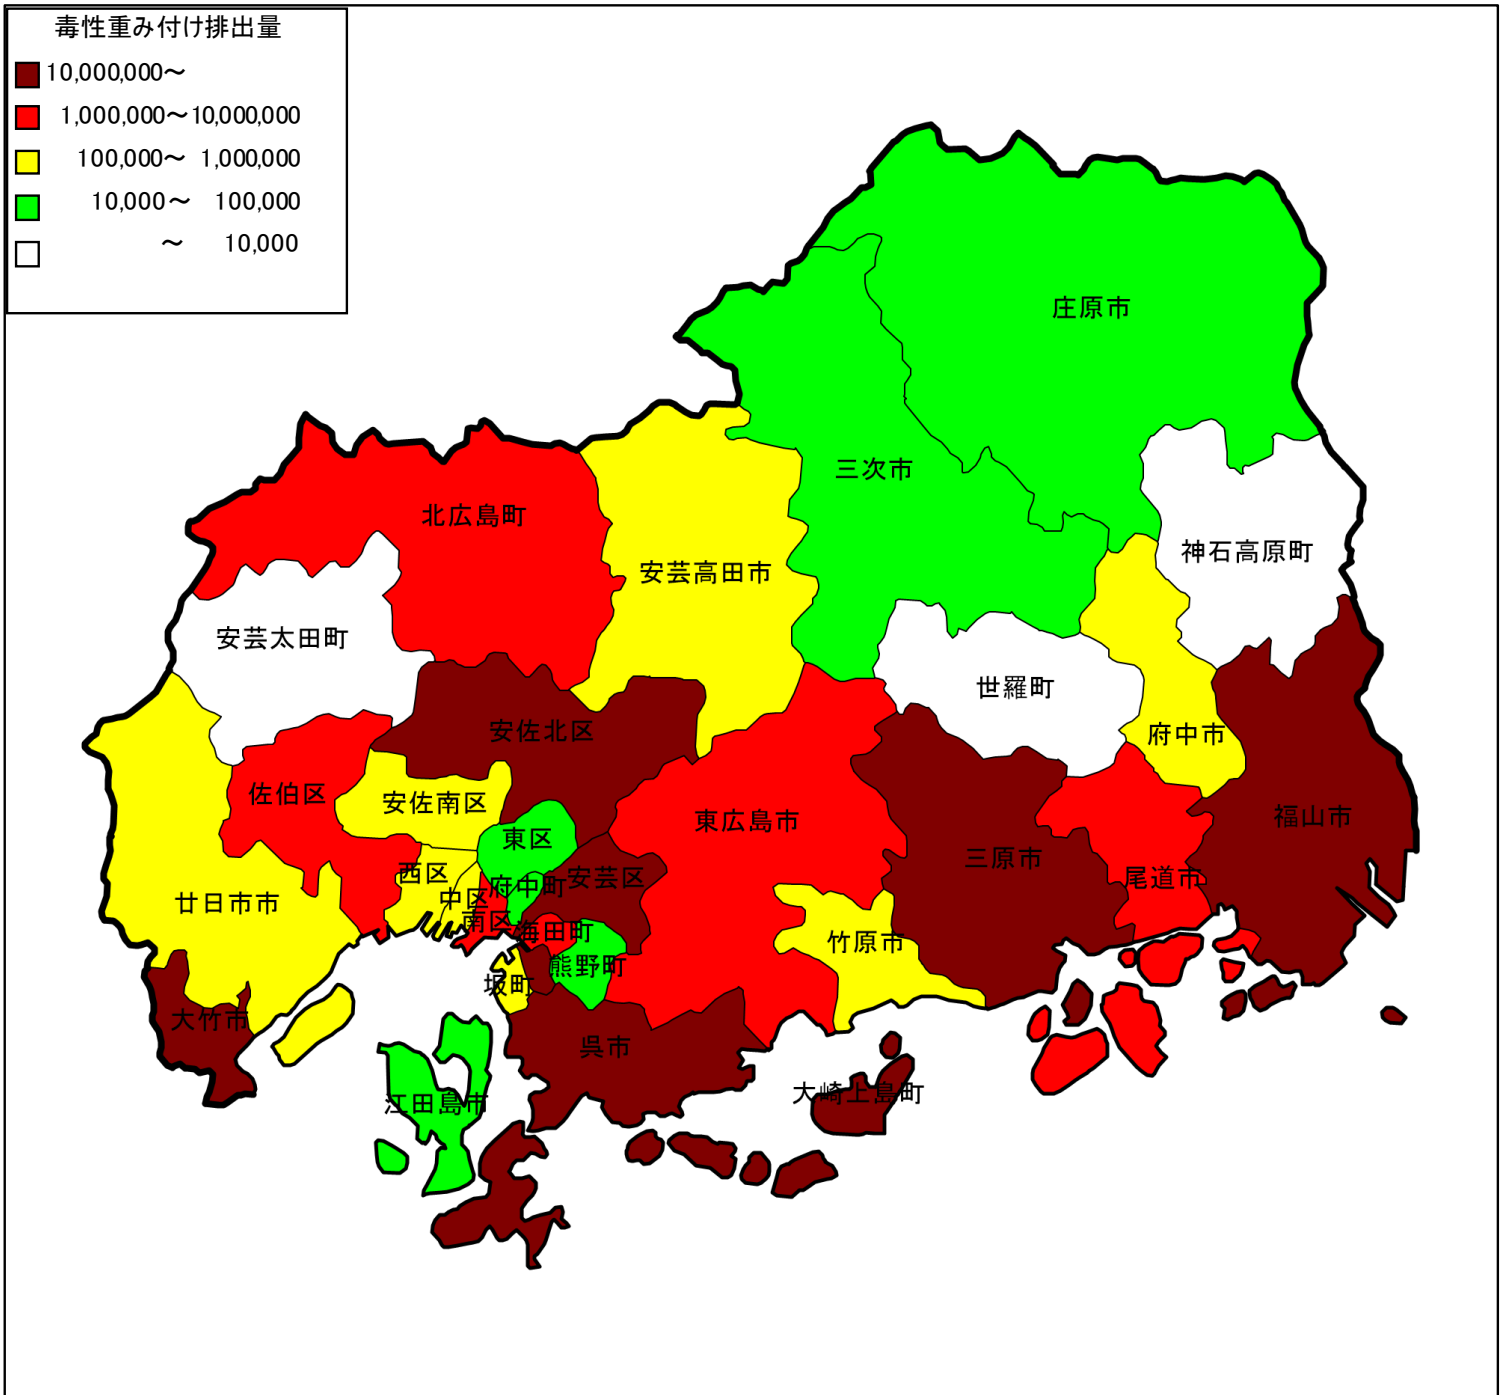 毒性重み付け排出量
10,000,000～
1,000,000～10,000,000
100,000～ 1,000,000
10,000～ 100,000
～ 10,000
庄原市
三次市
北広島町
神石高原町
安芸高田市
安芸太田町
世羅町
安佐北区
府中市
佐伯区
安佐南区
東広島市
福山市
東区
三原市
西区
安芸区
尾道市
府中町
中区
廿日市市
南区
海田町
竹原市
熊野町
坂町
大竹市
呉市
大崎上島町
江田島市